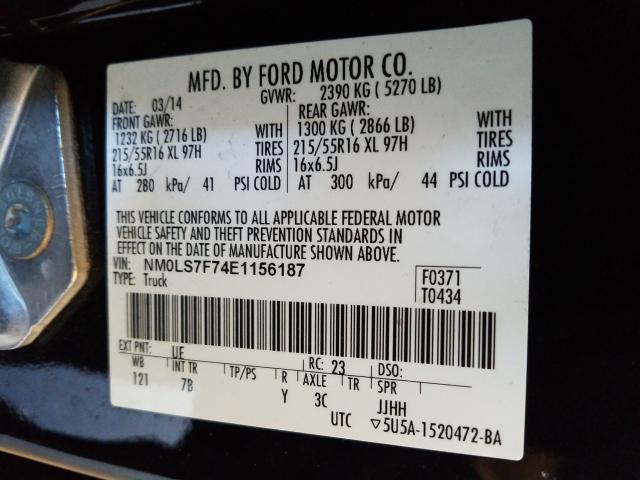 MFD. BY FORD MOTOR CO.
DATE: 03/14 GVWR: 2390 KG ( 5270 LB)
FRONT GAWR: REAR GAWR:
1232 KG ( 2716 LB) WITH 1300 KG ( 2866 LB) WITH
215/55R16 XL 97H TIRES 215/55R16 XL 97H TIRES
16x6.5J RIMS 16x6.5J RIMS
AT 280 kPa/ 41 PSI COLD AT 300 kPa/ 44 PSI COLD
THIS VEHICLE CONFORMS TO ALL APPLICABLE FEDERAL MOTOR
VEHICLE SAFETY AND THEFT PREVENTION STANDARDS IN
EFFECT ON THE DATE OF MANUFACTURE SHOWN ABOVE.
VIN: NM0LS7F74E1156187 F0371
TYPE: Truck T0434
EXT PNT: UE RC: 23 DSO:
WB INT TR TP/PS R AXLE TR SPR
121 7B Y 3C JJHH
UTC ▽5U5A-1520472-BA